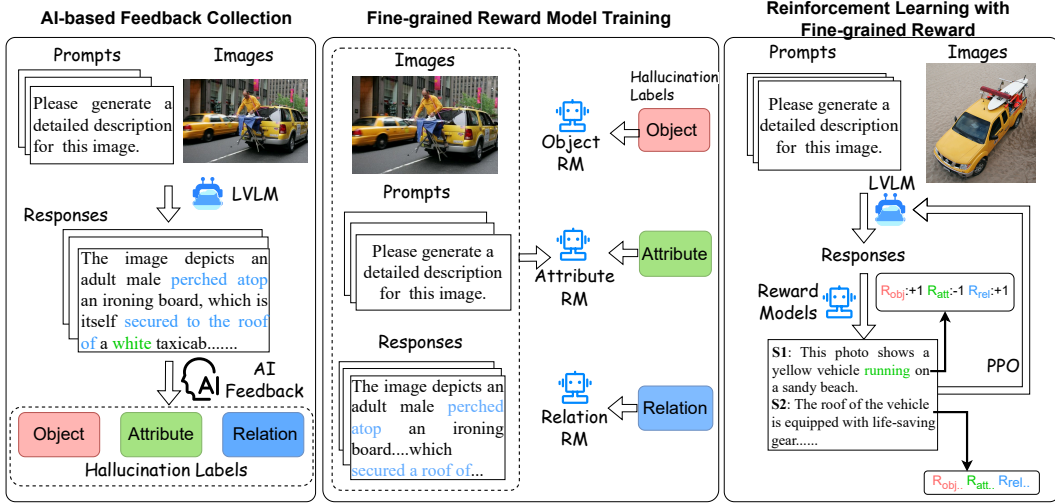 AI-based Feedback Collection
Prompts
Images
Please generate a
detailed description
for this image.
LVLM
Responses
The image depicts an
adult male perched atop
an ironing board, which is
itself secured to the roof
of a white taxicab.......
AI
AI
Feedback
Object
Attribute
Relation
Hallucination Labels
Fine-grained Reward Model Training
Images
Prompts
Please generate a
detailed description
for this image.
Responses
The image depicts an
adult male perched
atop an ironing
board....which
secured a roof of...
Hallucination
Labels
Object
RM
Object
Attribute
RM
Attribute
Relation
RM
Relation
Reinforcement Learning with
Fine-grained Reward
Prompts
Images
Please generate a
detailed description
for this image.
LVLM
Responses
Reward
Models
Robj:+1 Ratt:-1 Rrel:+1
S1: This photo shows a
yellow vehicle running on
a sandy beach.
S2: The roof of the vehicle
is equipped with life-saving
gear......
PPO
Robj.. Ratt.. Rrel..